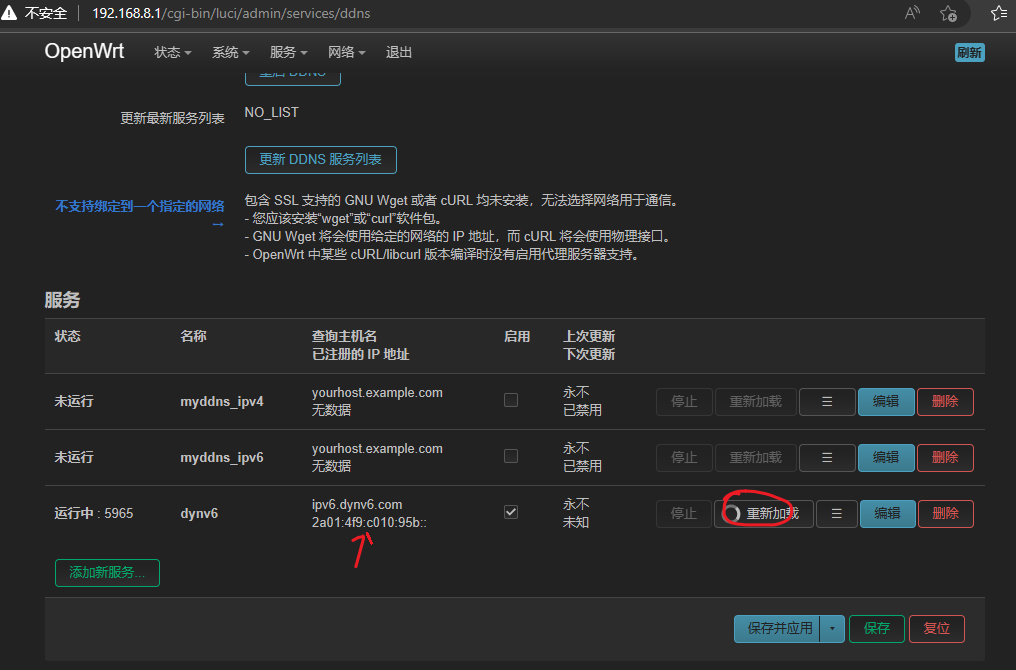 不安全 192.168.8.1/cgi-bin/luci/admin/services/ddns
OpenWrt 状态 系统 服务 网络 退出 刷新
重启 DDNS
更新最新服务列表 NO_LIST
更新 DDNS 服务列表
不支持绑定到一个指定的网络 包含 SSL 支持的 GNU Wget 或者 cURL 均未安装，无法选择网络用于通信。
→ - 您应该安装“wget”或“curl”软件包。
- GNU Wget 将会使用给定的网络的 IP 地址，而 cURL 将会使用物理接口。
- OpenWrt 中某些 cURL/libcurl 版本编译时没有启用代理服务器支持。
服务
状态 名称 查询主机名 启用 上次更新
已注册的 IP 地址 下次更新
未运行 myddns_ipv4 yourhost.example.com 永不 停止 重新加载 ☰ 编辑 删除
无数据 已禁用
未运行 myddns_ipv6 yourhost.example.com 永不 停止 重新加载 ☰ 编辑 删除
无数据 已禁用
运行中 : 5965 dynv6 ipv6.dynv6.com 永不 停止 重新加载 ☰ 编辑 删除
2a01:4f9:c010:95b:: 未知
添加新服务...
保存并应用 保存 复位